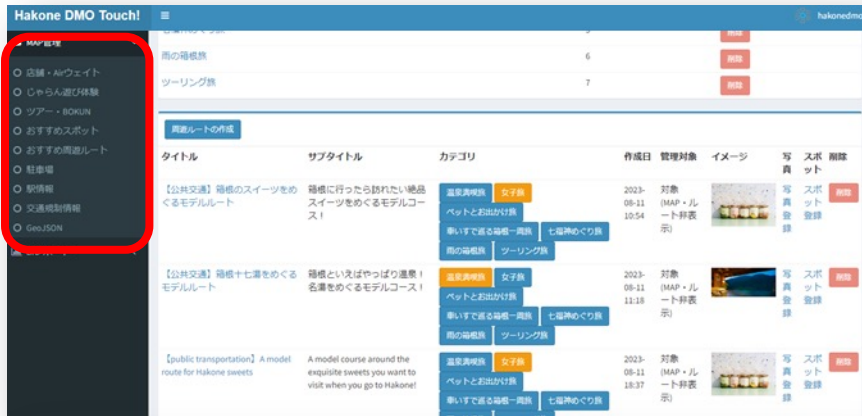 Hakone DMO Touch!
hakonedmo
MAP管理
店舗・Airウェイト
じゃらん遊び体験
ツアー・BOKUN
おすすめスポット
おすすめ周遊ルート
駐車場
駅情報
交通規制情報
GeoJSON
削除
雨の箱根旅 6 削除
ツーリング旅 7 削除
周遊ルートの作成
タイトル サブタイトル カテゴリ 作成日 管理対象 イメージ 写真 スポット 削除
【公共交通】箱根のスイーツをめぐるモデルルート
箱根に行ったら訪れたい絶品スイーツをめぐるモデルコース！
温泉満喫旅 女子旅
ペットとお出かけ旅
車いすで巡る箱根一周旅 七福神めぐり旅
雨の箱根旅 ツーリング旅
2023-08-11 10:54
対象(MAP・ルート非表示)
写真登録
スポット登録
削除
【公共交通】箱根十七湯をめぐるモデルルート
箱根といえばやっぱり温泉！名湯をめぐるモデルコース！
温泉満喫旅 女子旅
ペットとお出かけ旅
車いすで巡る箱根一周旅 七福神めぐり旅
雨の箱根旅 ツーリング旅
2023-08-11 11:18
対象(MAP・ルート非表示)
写真登録
スポット登録
削除
【public transportation】A model route for Hakone sweets
A model course around the exquisite sweets you want to visit when you go to Hakone!
温泉満喫旅 女子旅
ペットとお出かけ旅
車いすで巡る箱根一周旅 七福神めぐり旅
2023-08-11 18:37
対象(MAP・ルート非表示)
写真登録
スポット登録
削除